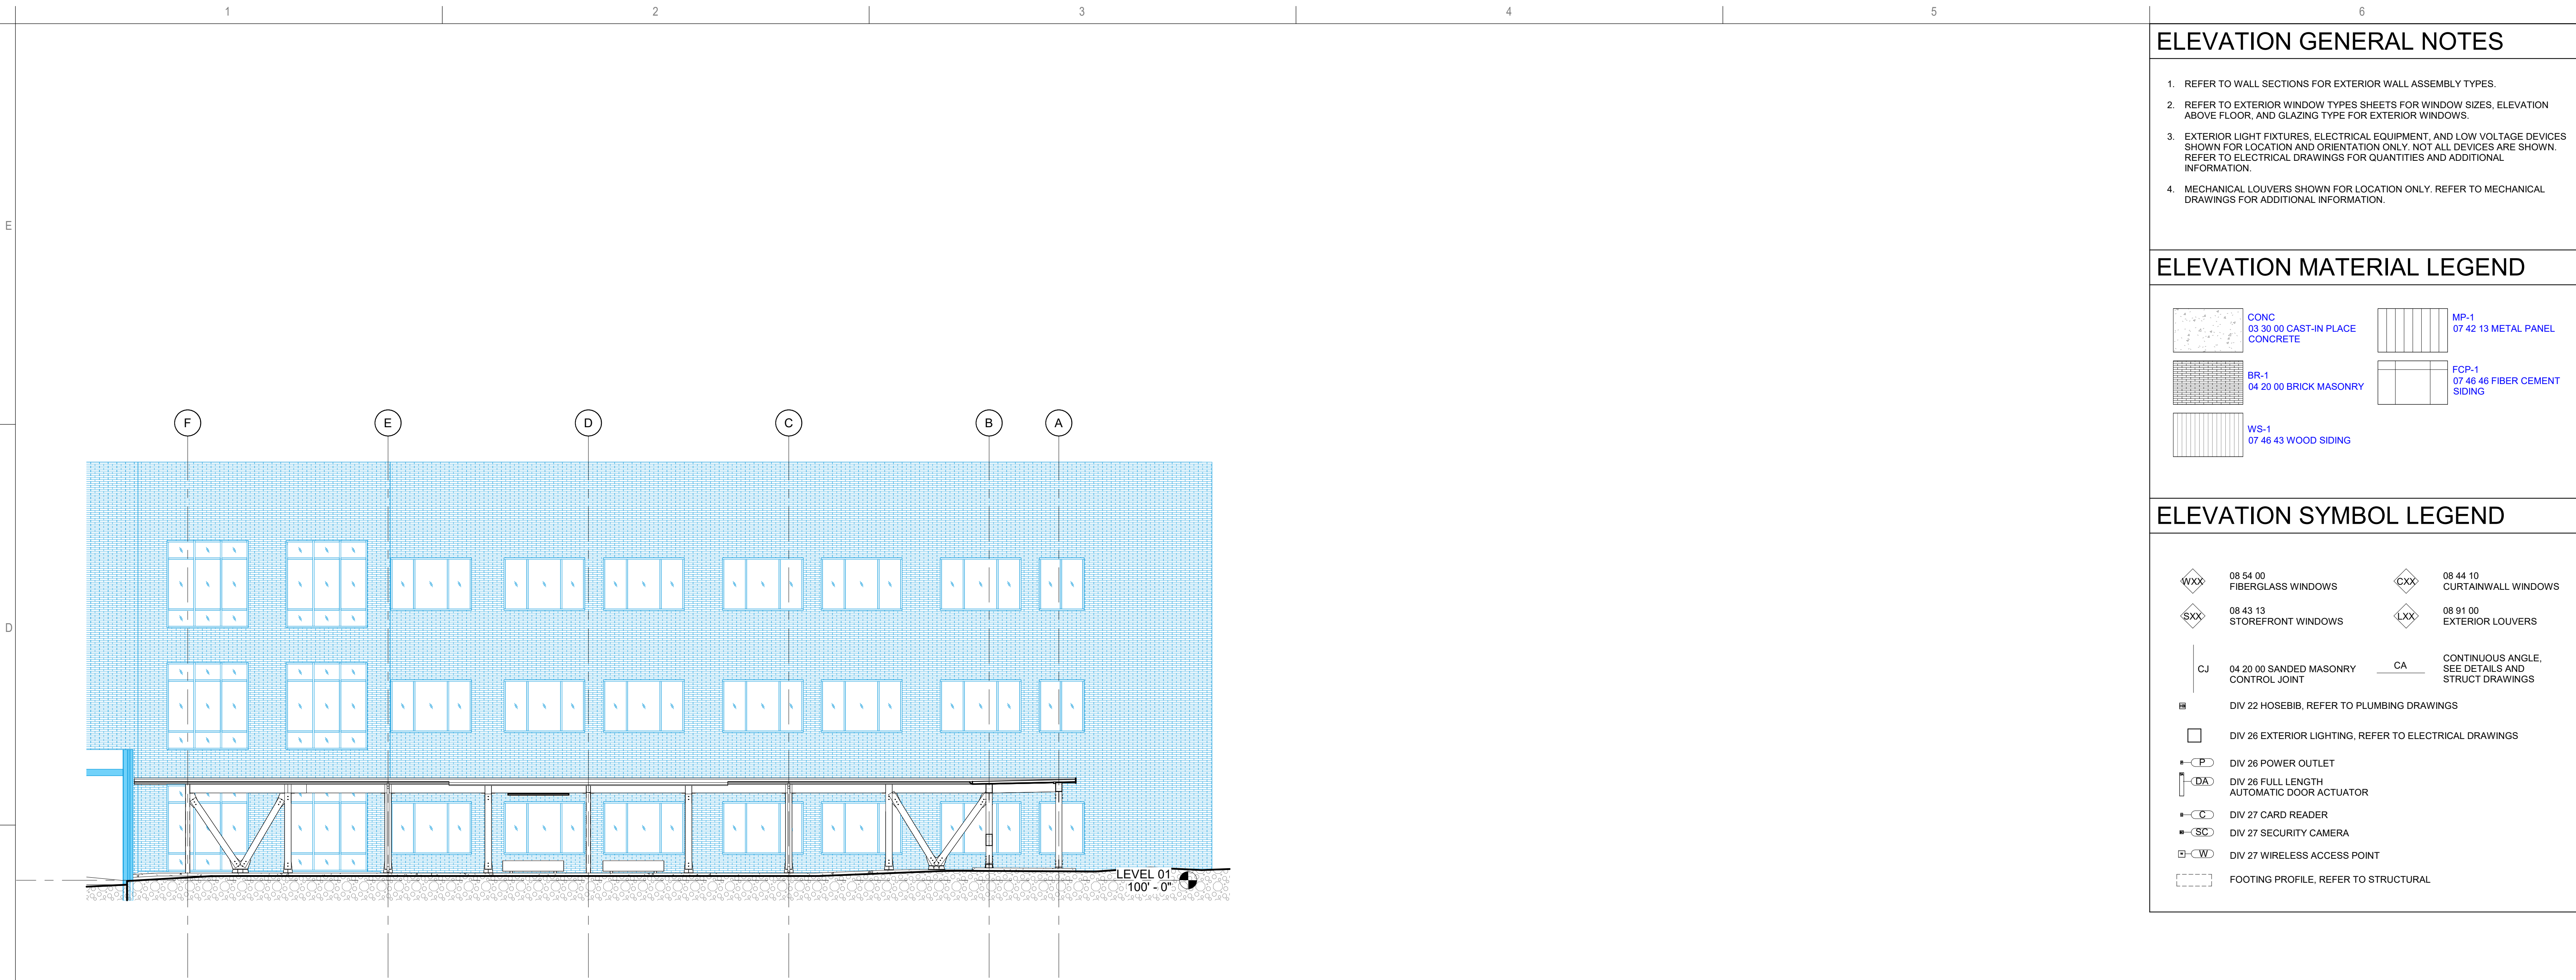 1 2 3 4 5 6
E
D
F E D C B A
LEVEL 01
100' - 0"
ELEVATION GENERAL NOTES
1. REFER TO WALL SECTIONS FOR EXTERIOR WALL ASSEMBLY TYPES.
2. REFER TO EXTERIOR WINDOW TYPES SHEETS FOR WINDOW SIZES, ELEVATION
ABOVE FLOOR, AND GLAZING TYPE FOR EXTERIOR WINDOWS.
3. EXTERIOR LIGHT FIXTURES, ELECTRICAL EQUIPMENT, AND LOW VOLTAGE DEVICES
SHOWN FOR LOCATION AND ORIENTATION ONLY. NOT ALL DEVICES ARE SHOWN.
REFER TO ELECTRICAL DRAWINGS FOR QUANTITIES AND ADDITIONAL
INFORMATION.
4. MECHANICAL LOUVERS SHOWN FOR LOCATION ONLY. REFER TO MECHANICAL
DRAWINGS FOR ADDITIONAL INFORMATION.
ELEVATION MATERIAL LEGEND
CONC
03 30 00 CAST-IN PLACE
CONCRETE
MP-1
07 42 13 METAL PANEL
BR-1
04 20 00 BRICK MASONRY
FCP-1
07 46 46 FIBER CEMENT
SIDING
WS-1
07 46 43 WOOD SIDING
ELEVATION SYMBOL LEGEND
WXX
08 54 00
FIBERGLASS WINDOWS
CXX
08 44 10
CURTAINWALL WINDOWS
SXX
08 43 13
STOREFRONT WINDOWS
LXX
08 91 00
EXTERIOR LOUVERS
CJ
04 20 00 SANDED MASONRY
CONTROL JOINT
CA
CONTINUOUS ANGLE,
SEE DETAILS AND
STRUCT DRAWINGS
DIV 22 HOSEBIB, REFER TO PLUMBING DRAWINGS
DIV 26 EXTERIOR LIGHTING, REFER TO ELECTRICAL DRAWINGS
P DIV 26 POWER OUTLET
DA DIV 26 FULL LENGTH
AUTOMATIC DOOR ACTUATOR
C DIV 27 CARD READER
SC DIV 27 SECURITY CAMERA
W DIV 27 WIRELESS ACCESS POINT
FOOTING PROFILE, REFER TO STRUCTURAL